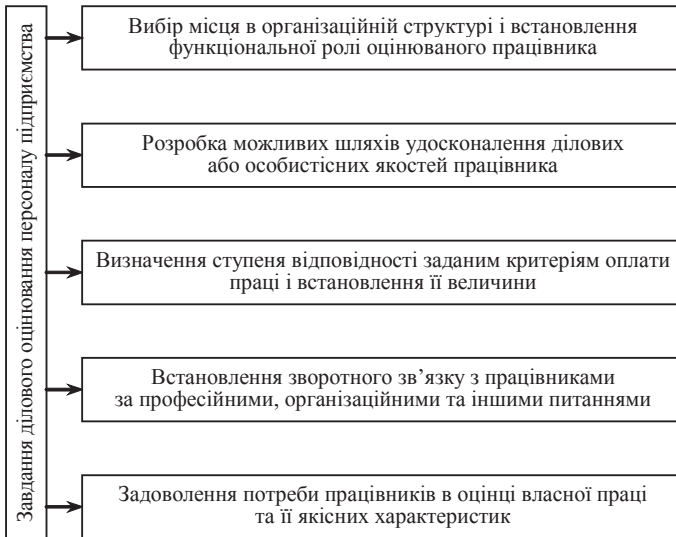 Завдання ділового оцінювання персоналу підприємства
Вибір місця в організаційній структурі і встановлення
функціональної ролі оцінюваного працівника
Розробка можливих шляхів удосконалення ділових
або особистісних якостей працівника
Визначення ступеня відповідності заданим критеріям оплати
праці і встановлення її величини
Встановлення зворотного зв’язку з працівниками
за професійними, організаційними та іншими питаннями
Задоволення потреби працівників в оцінці власної праці
та її якісних характеристик